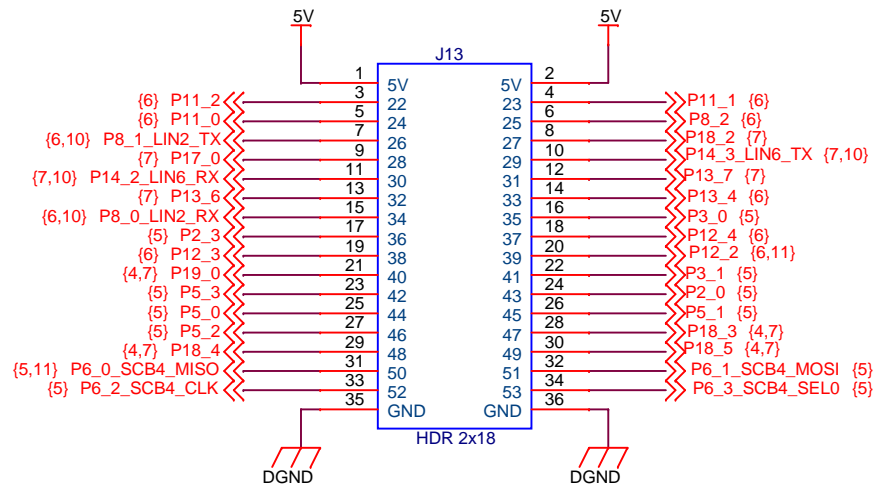 5V 5V
J13
1 2
5V 5V
{6} P11_2 3 22 23 4 P11_1 {6}
{6} P11_0 5 24 25 6 P8_2 {6}
{6,10} P8_1_LIN2_TX 7 26 27 8 P18_2 {7}
{7} P17_0 9 28 29 10 P14_3_LIN6_TX {7,10}
{7,10} P14_2_LIN6_RX 11 30 31 12 P13_7 {7}
{7} P13_6 13 32 33 14 P13_4 {6}
{6,10} P8_0_LIN2_RX 15 34 35 16 P3_0 {5}
{5} P2_3 17 36 37 18 P12_4 {6}
{6} P12_3 19 38 39 20 P12_2 {6,11}
{4,7} P19_0 21 40 41 22 P3_1 {5}
{5} P5_3 23 42 43 24 P2_0 {5}
{5} P5_0 25 44 45 26 P5_1 {5}
{5} P5_2 27 46 47 28 P18_3 {4,7}
{4,7} P18_4 29 48 49 30 P18_5 {4,7}
{5,11} P6_0_SCB4_MISO 31 50 51 32 P6_1_SCB4_MOSI {5}
{5} P6_2_SCB4_CLK 33 52 53 34 P6_3_SCB4_SEL0 {5}
35 GND GND 36
HDR 2x18
DGND DGND